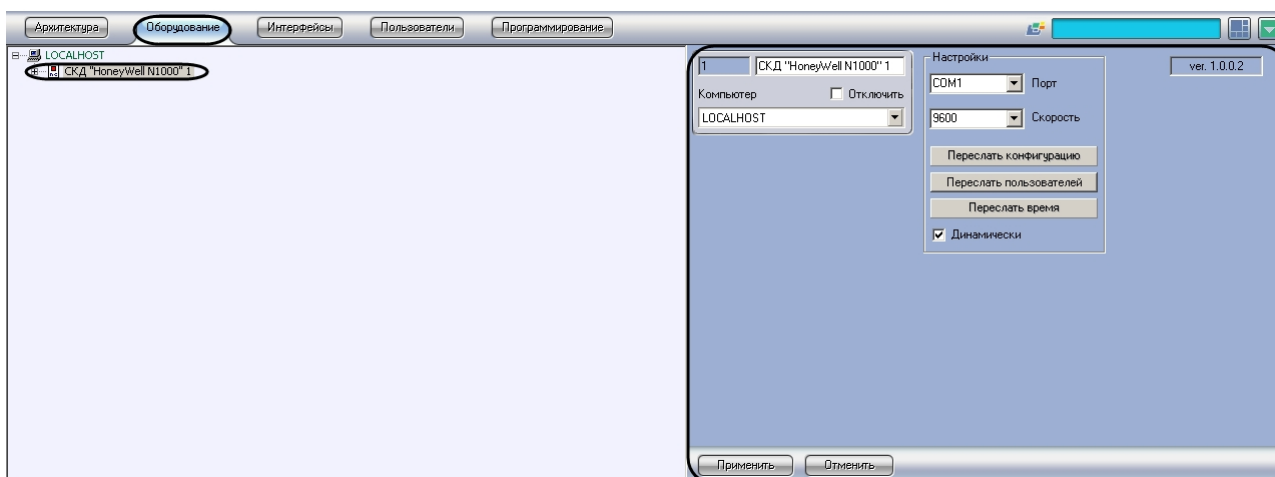 Архитектура Оборудование Интерфейсы Пользователи Программирование
LOCALHOST
СКД "HoneyWell N1000" 1
1 СКД "HoneyWell N1000" 1
Компьютер Отключить
LOCALHOST
Настройки
COM1 Порт
9600 Скорость
Переслать конфигурацию
Переслать пользователей
Переслать время
Динамически
ver. 1.0.0.2
Применить Отменить